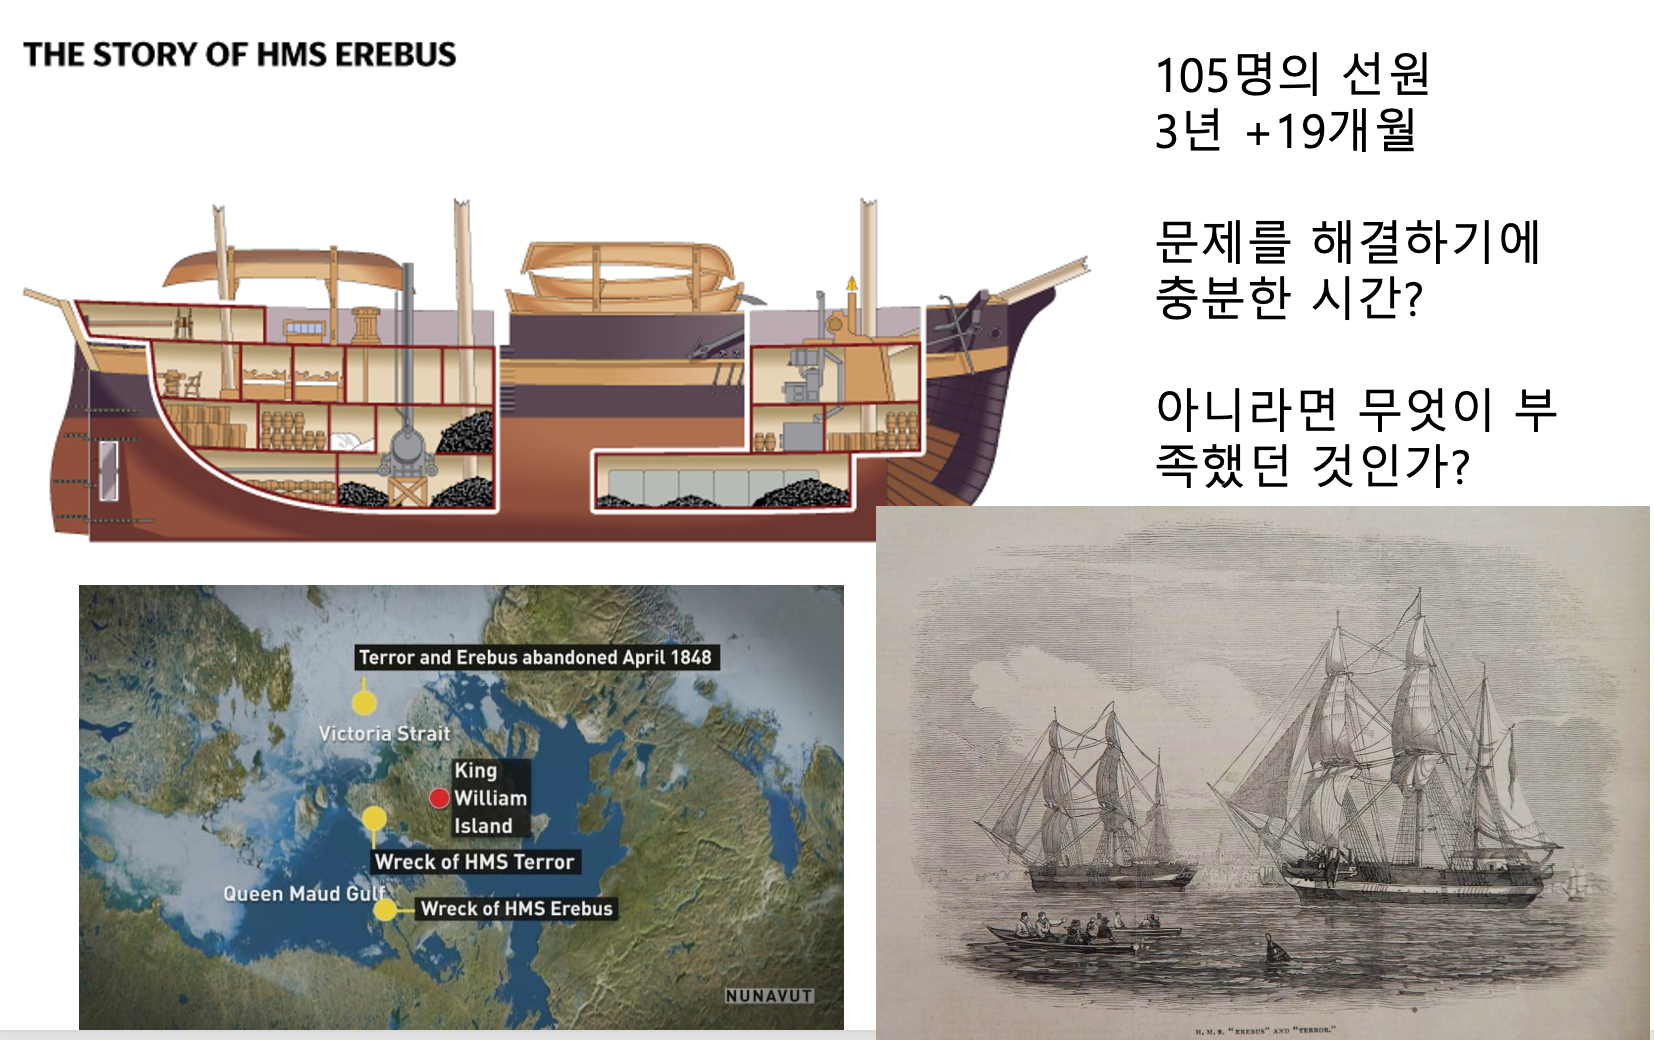 THE STORY OF HMS EREBUS
105명의 선원
3년 +19개월
문제를 해결하기에
충분한 시간?
아니라면 무엇이 부
족했던 것인가?
Terror and Erebus abandoned April 1848
Victoria Strait
King
William
Island
Wreck of HMS Terror
Queen Maud Gulf
Wreck of HMS Erebus
NUNAVUT
H. M. S. "EREBUS" AND "TERROR."